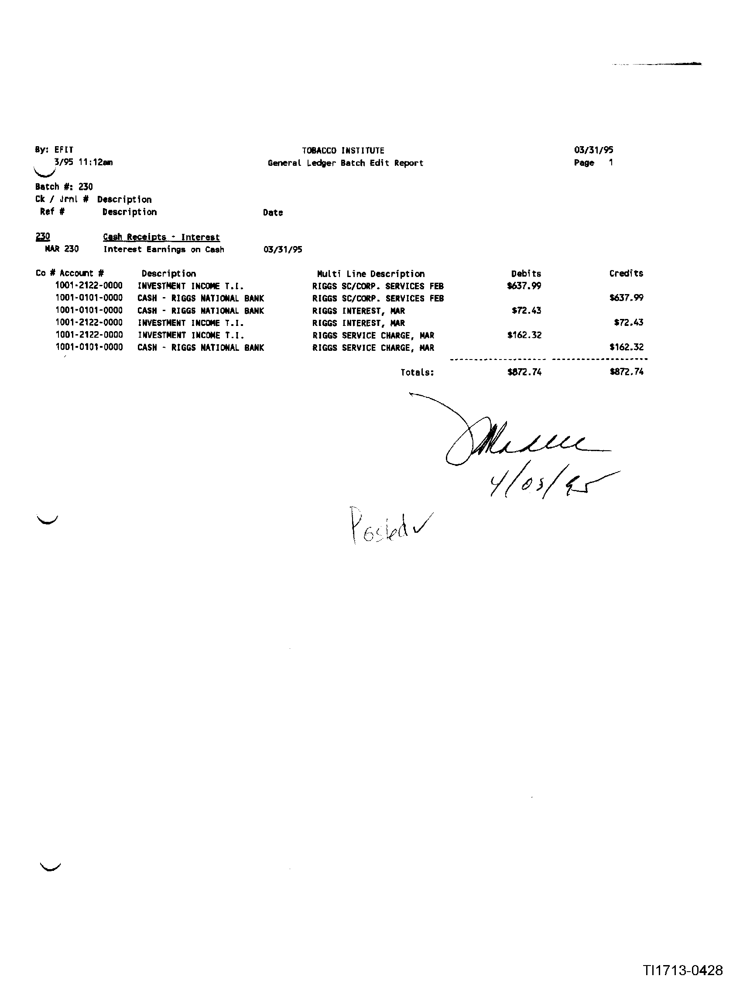 By: EFIT TOBACCO INSTITUTE 03/31/95
3/95 11:12am General Ledger Batch Edit Report Page 1
Batch #: 230
Ck / Jrnl # Description
Ref # Description Date
230 Cash Receipts - Interest
MAR 230 Interest Earnings on Cash 03/31/95
Co # Account # Description Multi Line Description Debits Credits
1001-2122-0000 INVESTMENT INCOME T.I. RIGGS SC/CORP. SERVICES FEB $637.99
1001-0101-0000 CASH - RIGGS NATIONAL BANK RIGGS SC/CORP. SERVICES FEB $637.99
1001-0101-0000 CASH - RIGGS NATIONAL BANK RIGGS INTEREST, MAR $72.43
1001-2122-0000 INVESTMENT INCOME T.I. RIGGS INTEREST, MAR $72.43
1001-2122-0000 INVESTMENT INCOME T.I. RIGGS SERVICE CHARGE, MAR $162.32
1001-0101-0000 CASH - RIGGS NATIONAL BANK RIGGS SERVICE CHARGE, MAR $162.32
Totals: $872.74 $872.74
4/03/95
Posted ✓
TI1713-0428